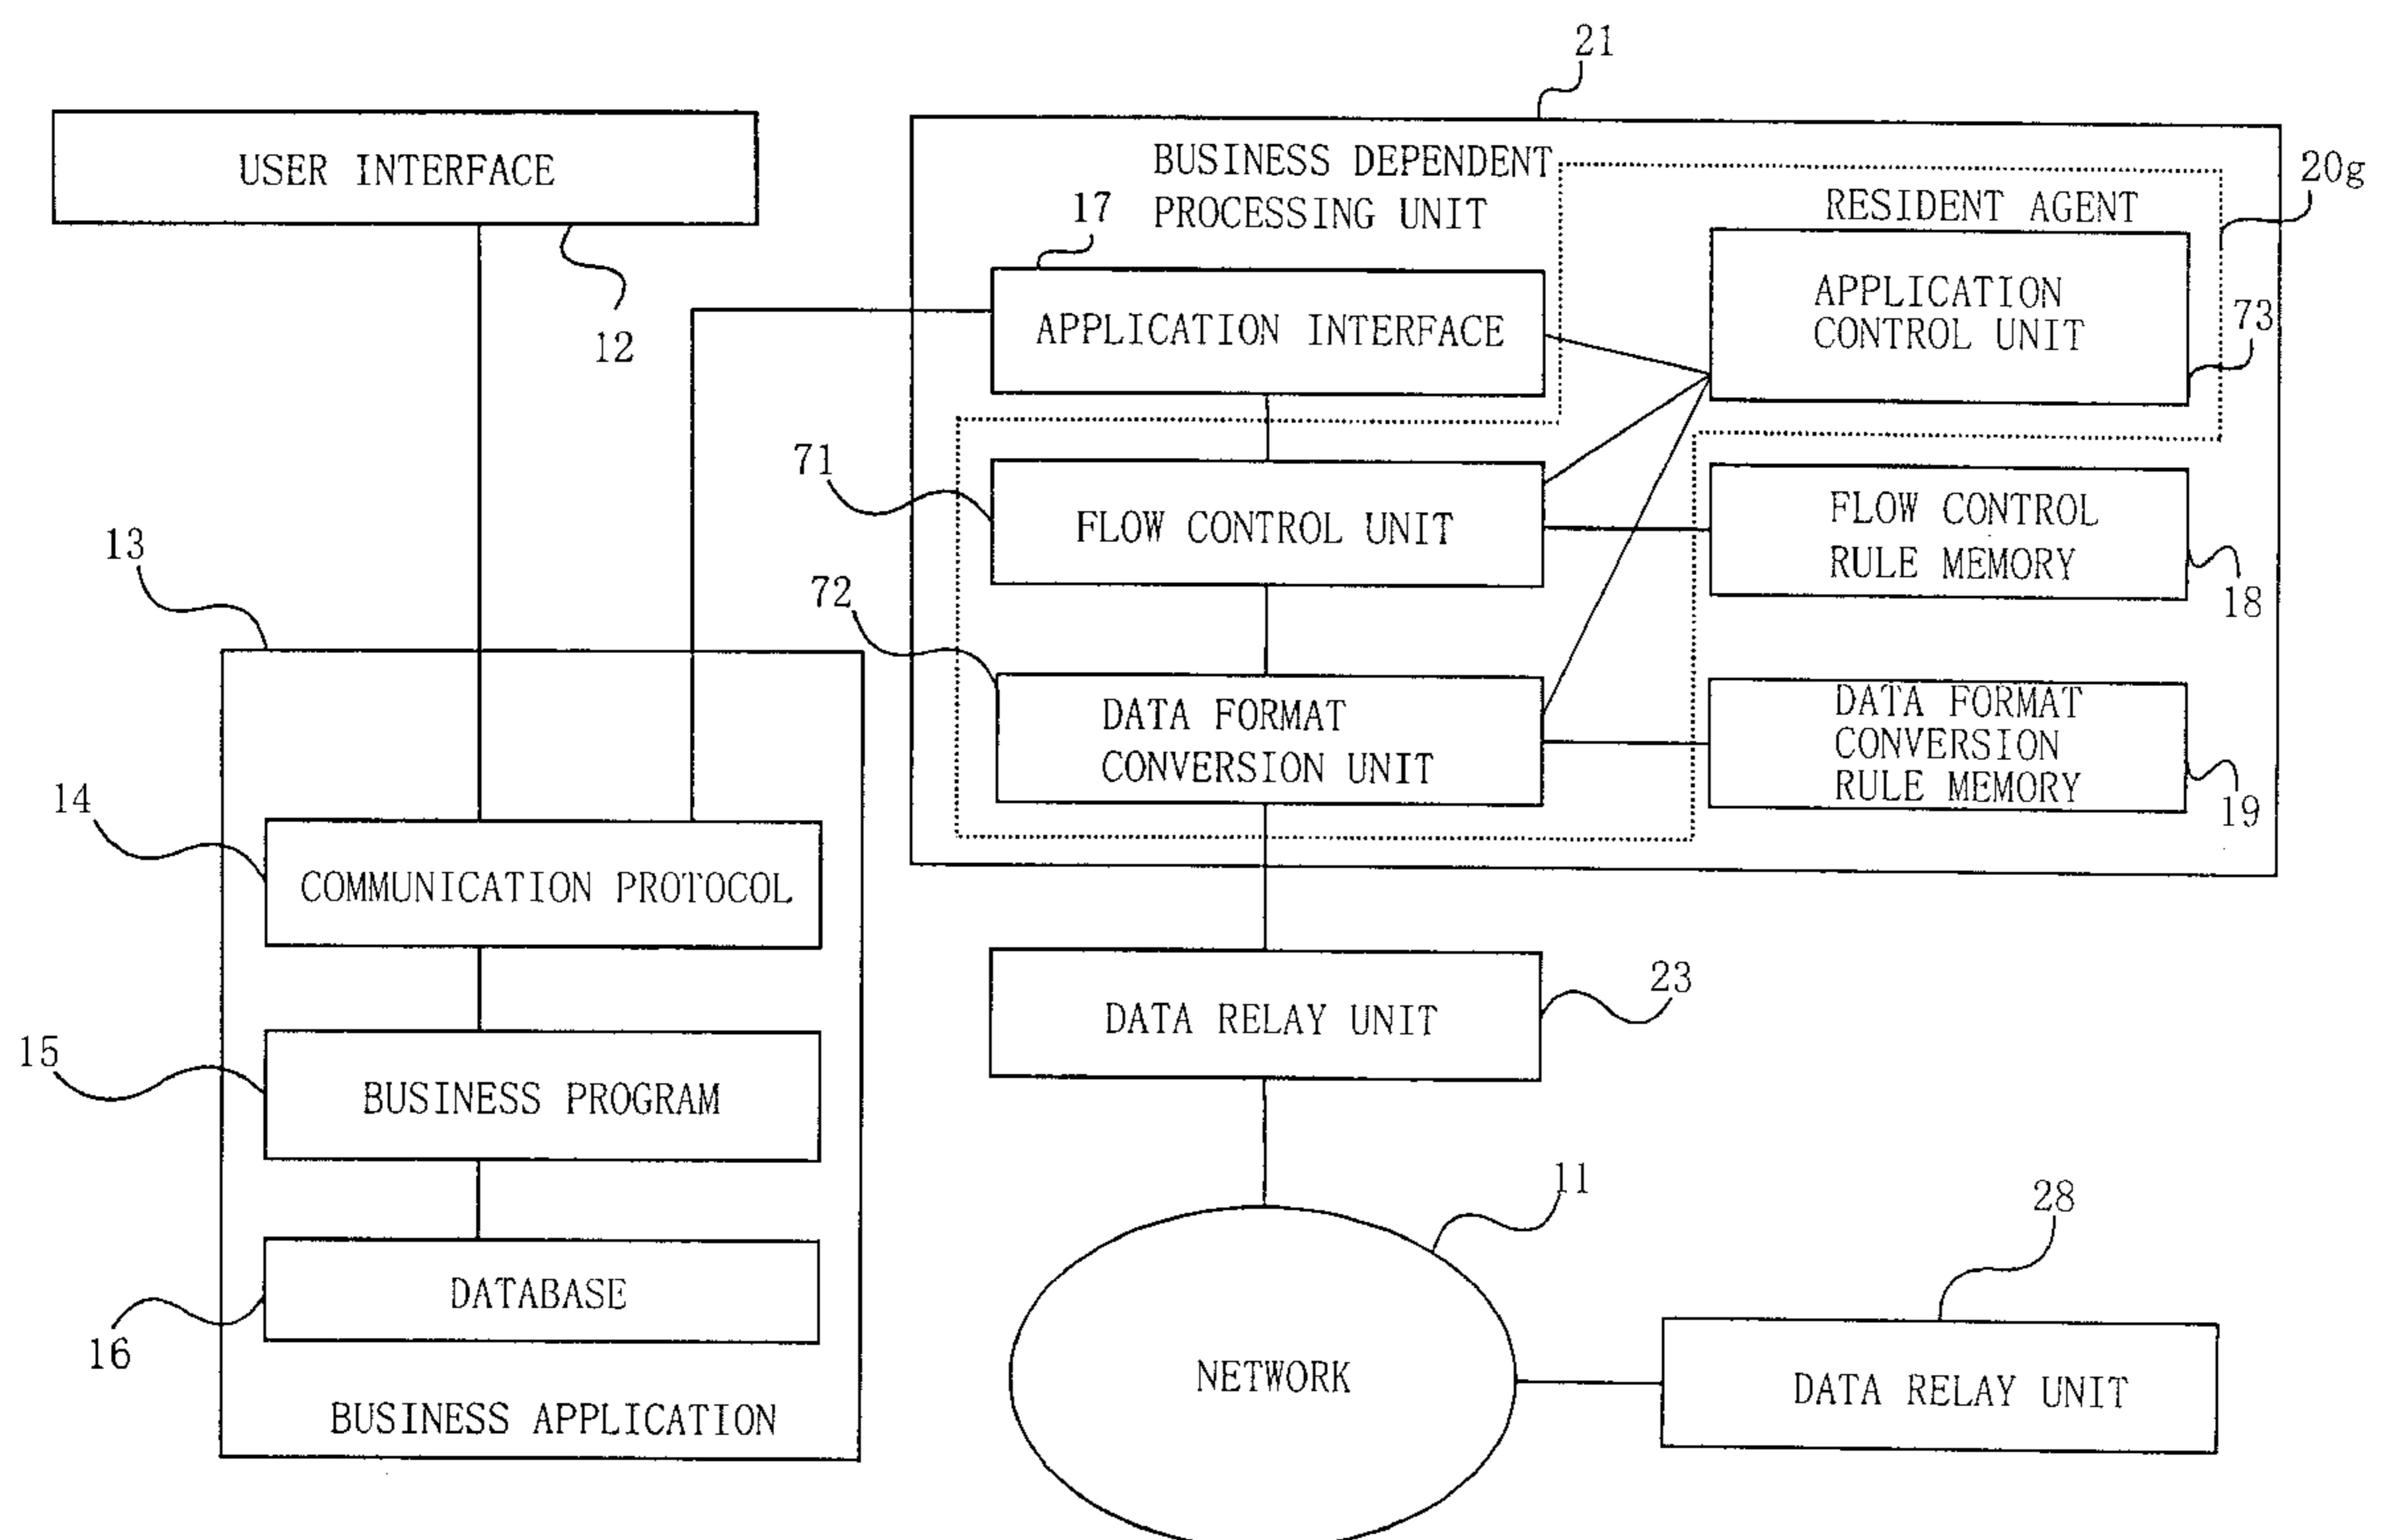 21
USER INTERFACE
12
BUSINESS DEPENDENT
PROCESSING UNIT
20g
RESIDENT AGENT
17
APPLICATION INTERFACE
APPLICATION
CONTROL UNIT
73
71
FLOW CONTROL UNIT
FLOW CONTROL
RULE MEMORY
18
72
DATA FORMAT
CONVERSION UNIT
DATA FORMAT
CONVERSION
RULE MEMORY
19
13
14
COMMUNICATION PROTOCOL
15
BUSINESS PROGRAM
16
DATABASE
BUSINESS APPLICATION
DATA RELAY UNIT
23
11
NETWORK
28
DATA RELAY UNIT